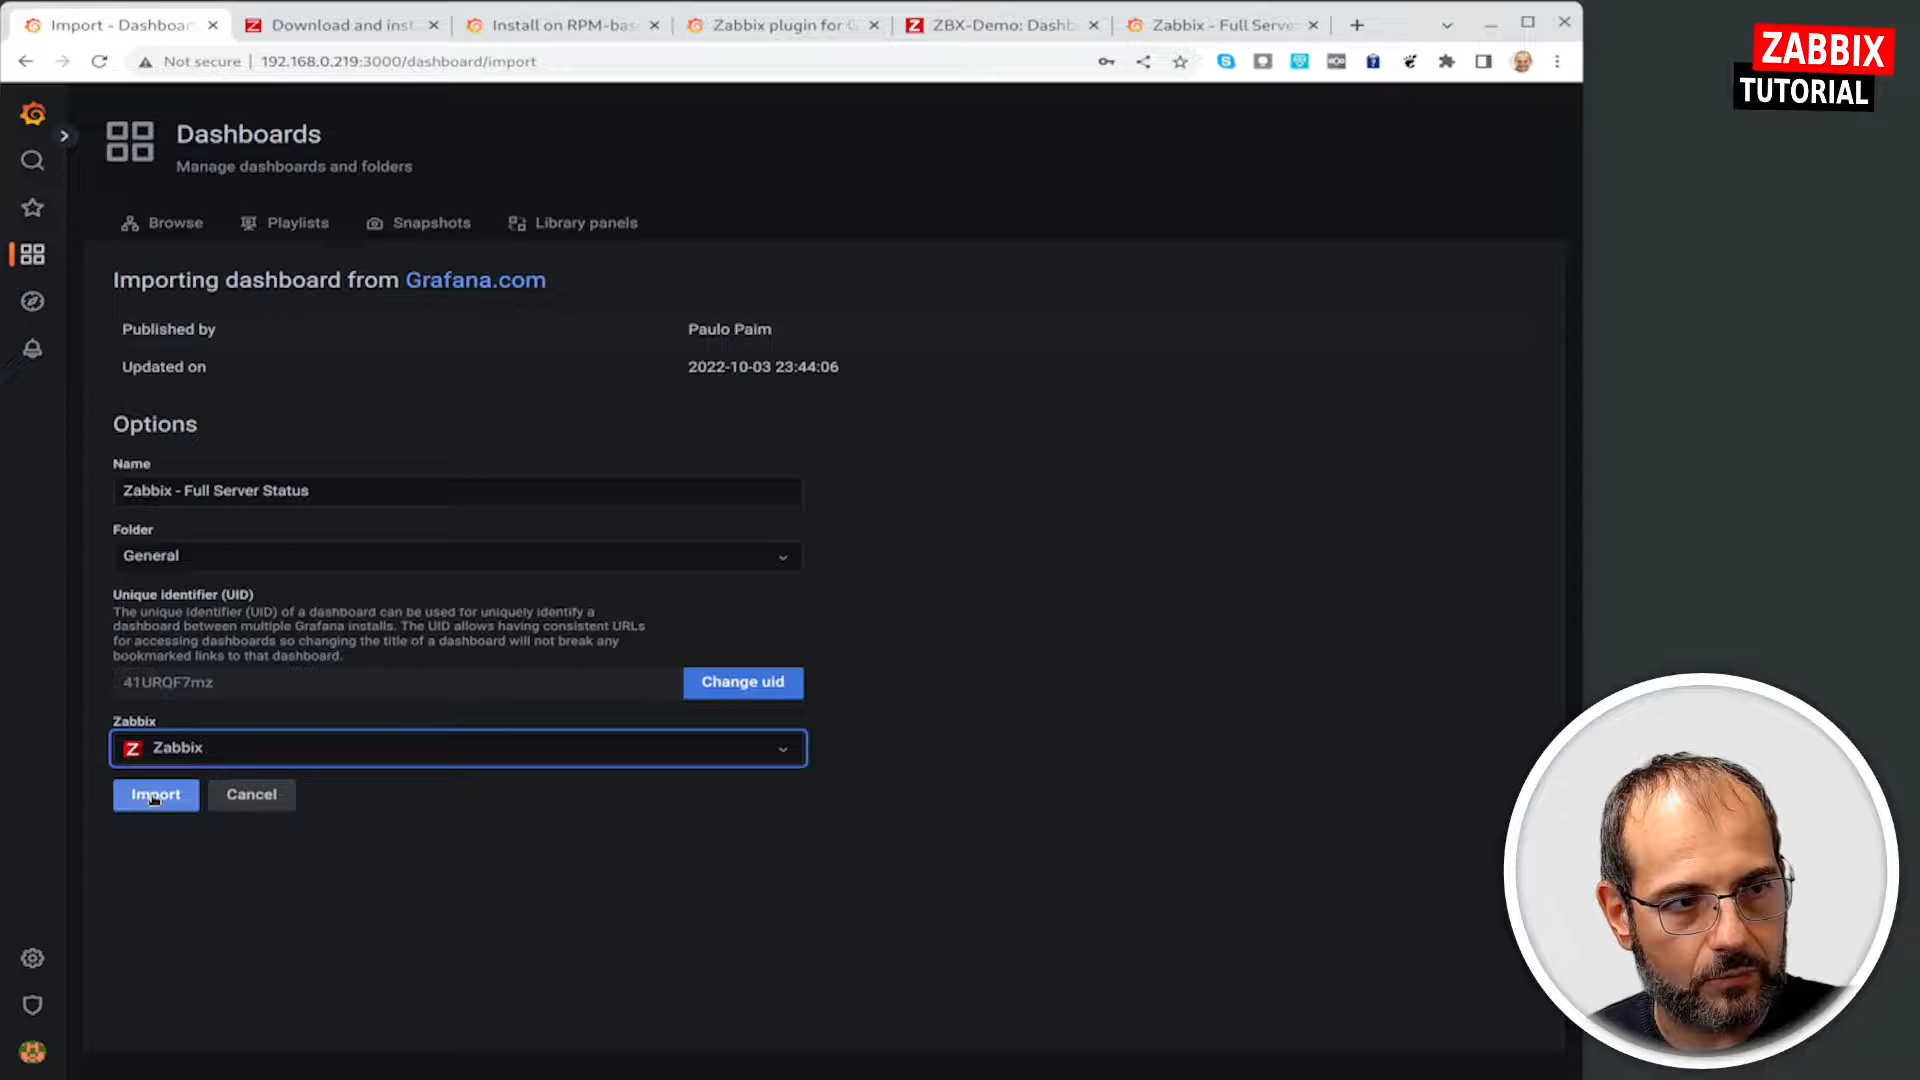 Import - Dashboar
Download and inst
Install on RPM-bas
Zabbix plugin for G
ZBX-Demo: Dashb
Zabbix - Full Serve
Not secure
192.168.0.219:3000/dashboard/import
ZABBIX
TUTORIAL
Dashboards
Manage dashboards and folders
Browse
Playlists
Snapshots
Library panels
Importing dashboard from Grafana.com
Published by
Paulo Paim
Updated on
2022-10-03 23:44:06
Options
Name
Zabbix - Full Server Status
Folder
General
Unique identifier (UID)
The unique identifier (UID) of a dashboard can be used for uniquely identify a
dashboard between multiple Grafana installs. The UID allows having consistent URLs
for accessing dashboards so changing the title of a dashboard will not break any
bookmarked links to that dashboard.
41URQF7mz
Change uid
Zabbix
Z Zabbix
Import
Cancel